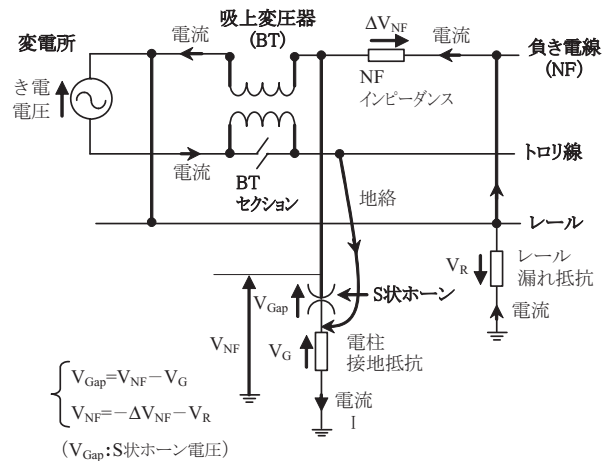 吸上変圧器
(BT)
変電所
電流
ΔV_NF
電流
負き電線
(NF)
NF
インピーダンス
き電
電圧
電流
トロリ線
BT
セクション
地絡
レール
V_R
レール
漏れ抵抗
電流
V_Gap
S状ホーン
V_NF
V_G
電柱
接地抵抗
電流
I
V_Gap=V_NF−V_G
V_NF=−ΔV_NF−V_R
(V_Gap:S状ホーン電圧)